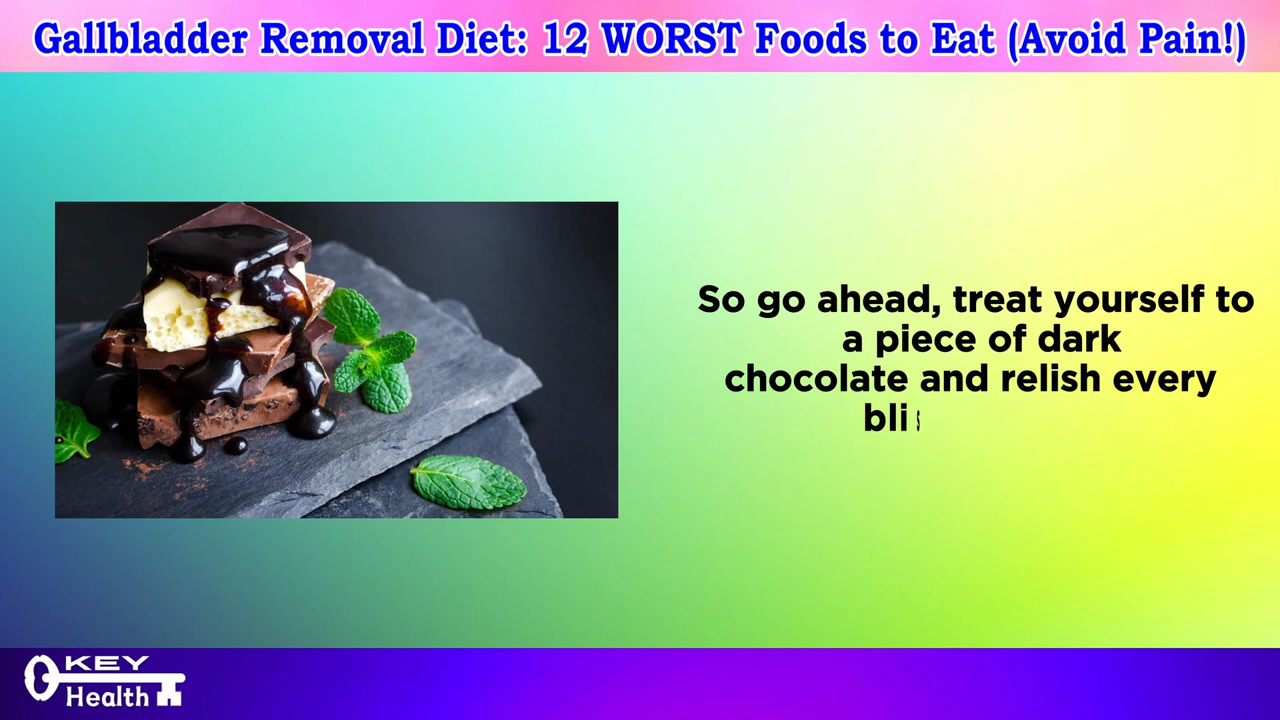 Gallbladder Removal Diet: 12 WORST Foods to Eat (Avoid Pain!)
So go ahead, treat yourself to
a piece of dark
chocolate and relish every
bli
KEY
Health